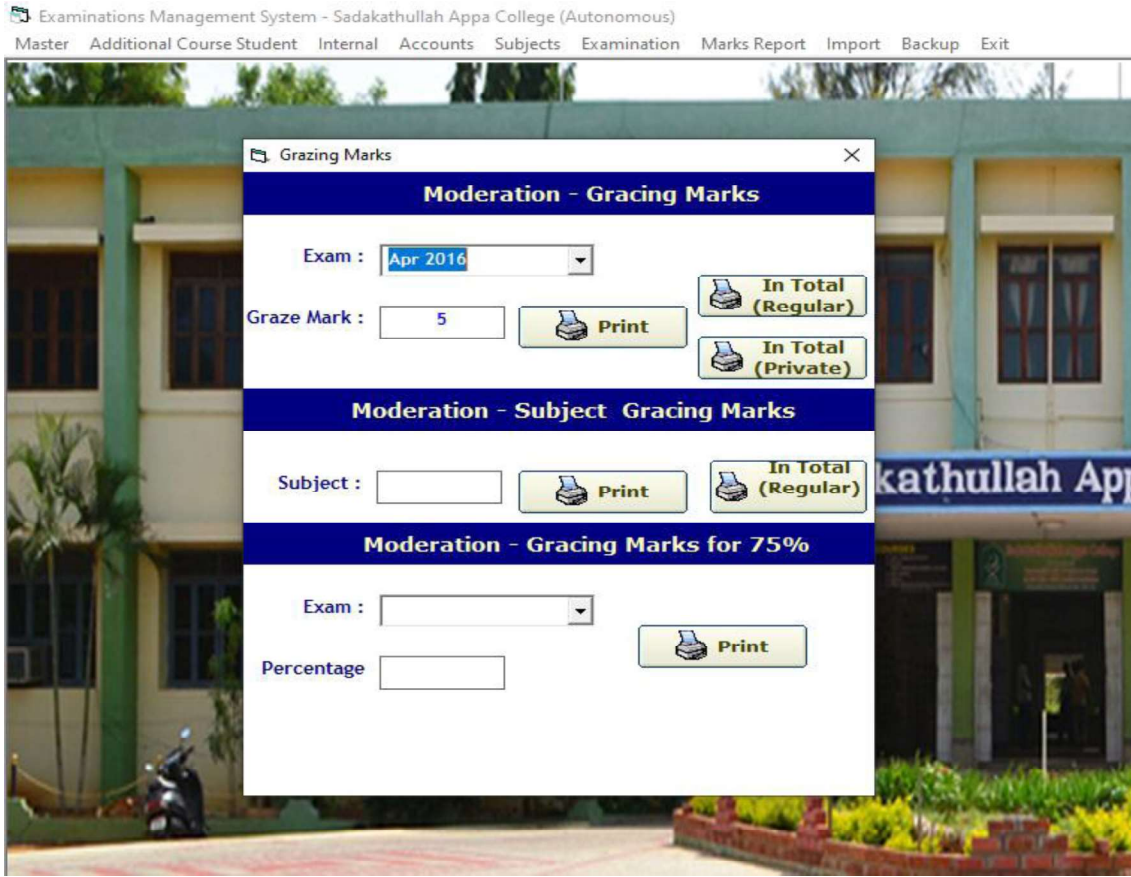 Examinations Management System - Sadakathullah Appa College (Autonomous)
Master Additional Course Student Internal Accounts Subjects Examination Marks Report Import Backup Exit
Grazing Marks
Moderation - Gracing Marks
Exam : Apr 2016
In Total
(Regular)
Graze Mark : 5 Print
In Total
(Private)
Moderation - Subject Gracing Marks
Subject : Print
In Total
(Regular)
kathullah App
Moderation - Gracing Marks for 75%
Exam :
Print
Percentage